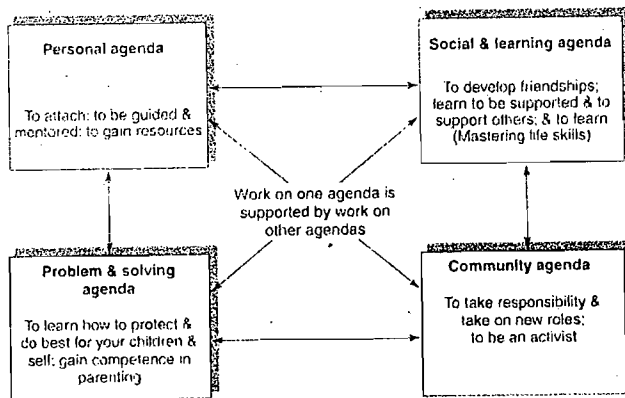 Personal agenda
To attach; to be guided &
mentored; to gain resources
Social & learning agenda
To develop friendships;
learn to be supported & to
support others; & to learn
(Mastering life skills)
Work on one agenda is
supported by work on
other agendas
Problem & solving
agenda
To learn how to protect &
do best for your children &
self; gain competence in
parenting
Community agenda
To take responsibility &
take on new roles;
to be an activist